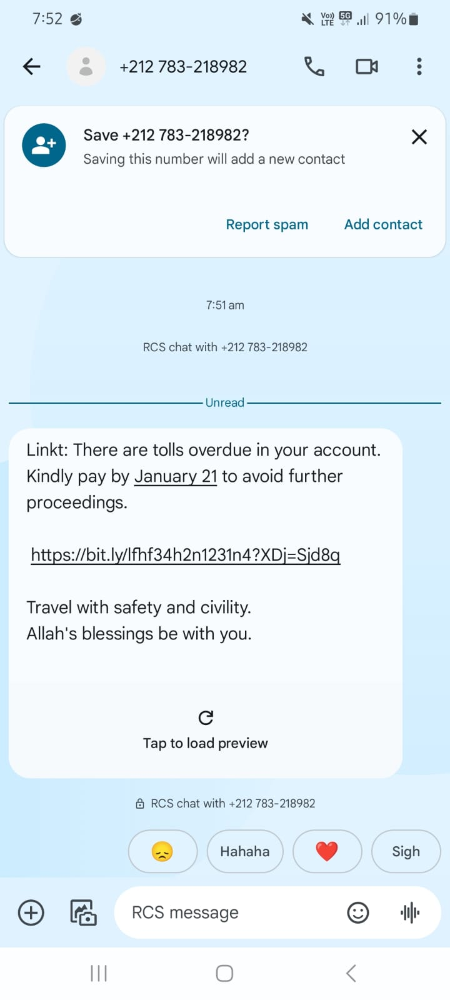 7:52
Vo)) LTE 5G 91%
+212 783-218982
Save +212 783-218982?
Saving this number will add a new contact
Report spam Add contact
7:51 am
RCS chat with +212 783-218982
Unread
Linkt: There are tolls overdue in your account.
Kindly pay by January 21 to avoid further
proceedings.
https://bit.ly/lfhf34h2n1231n4?XDj=Sjd8q
Travel with safety and civility.
Allah's blessings be with you.
Tap to load preview
RCS chat with +212 783-218982
Hahaha Sigh
RCS message